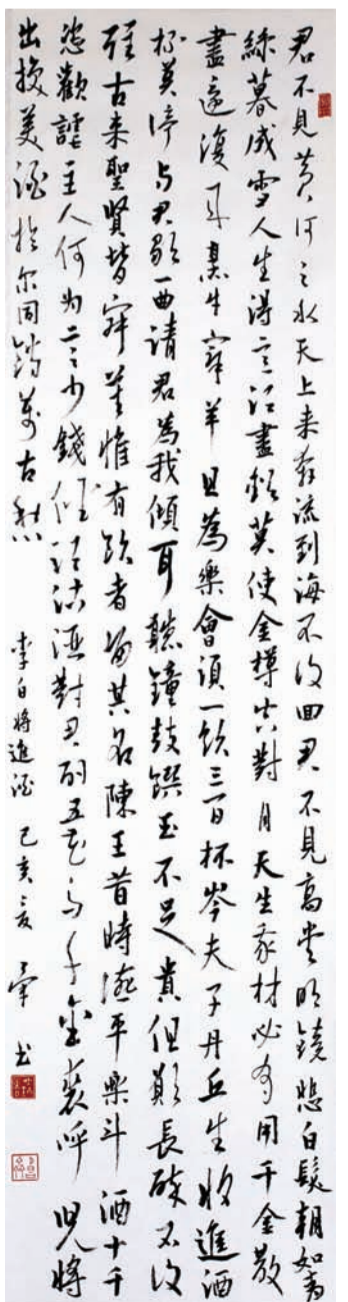 君不見黄河之水天上来奔流到海不復回君不見高堂明鏡悲白髮朝如青
絲暮成雪人生得意須盡歡莫使金樽空對月天生我材必有用千金散
盡還復来烹牛宰羊且為樂會須一飲三百杯岑夫子丹丘生將進酒
杯莫停与君歌一曲請君為我傾耳聽鐘鼓饌玉不足貴但願長醉不復
醒古来聖賢皆寂莫惟有飲者留其名陳王昔時宴平樂斗酒十千
恣歡謔主人何為言少錢徑須沽酒對君酌五花马千金裘呼兒將
出換美酒與尔同銷萬古愁
李白將進酒 己亥夏 书